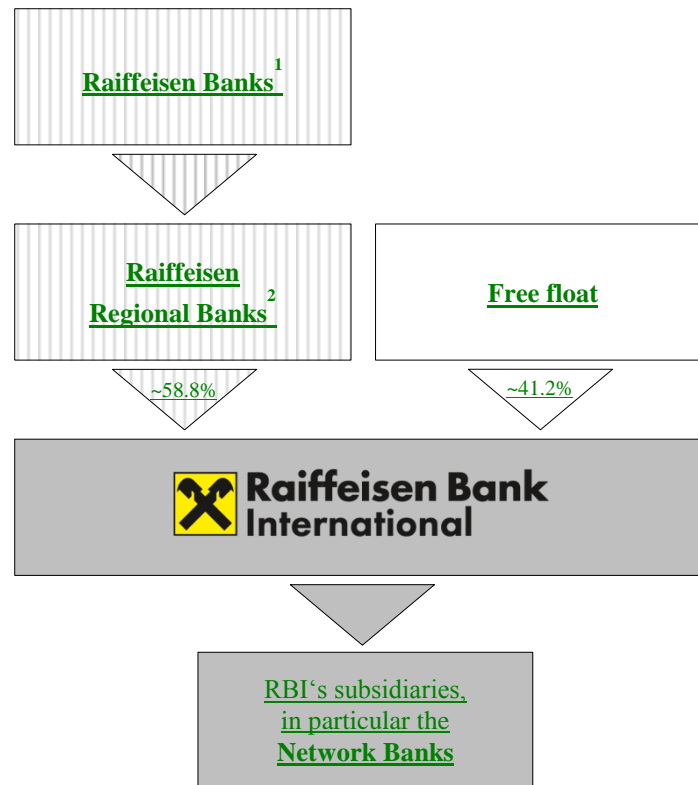 Raiffeisen Banks1
Raiffeisen
Regional Banks2
Free float
~58.8%
~41.2%
Raiffeisen Bank
International
RBI‘s subsidiaries,
in particular the
Network Banks